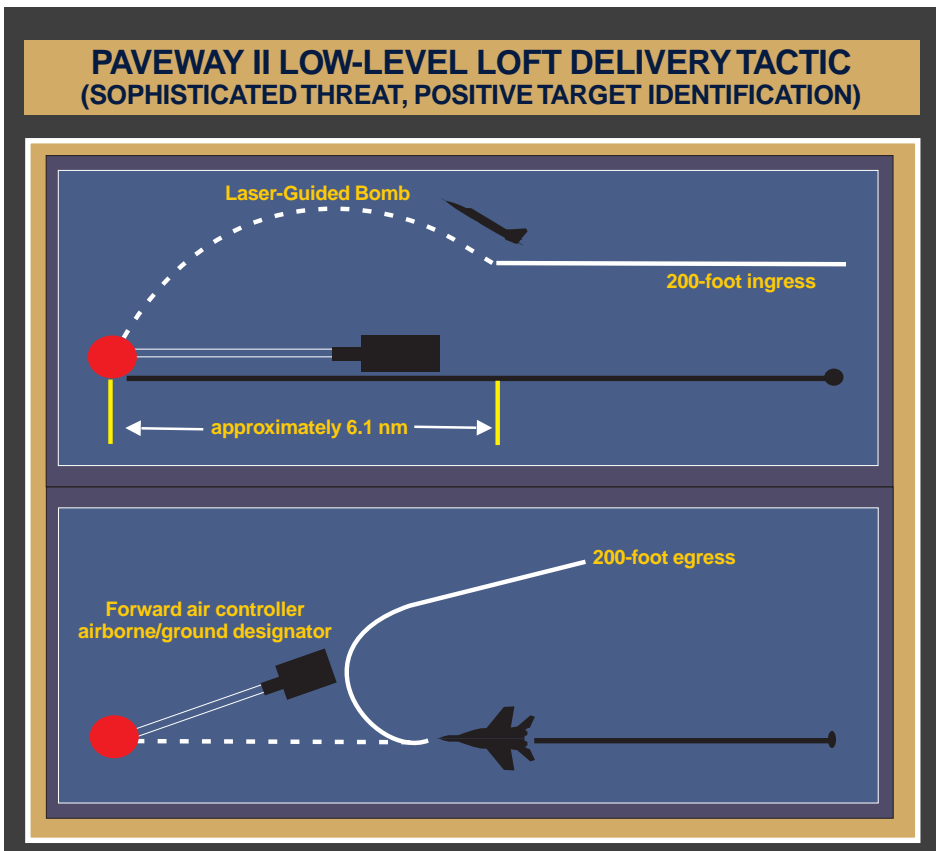 PAVEWAY II LOW-LEVEL LOFT DELIVERY TACTIC
(SOPHISTICATED THREAT, POSITIVE TARGET IDENTIFICATION)
Laser-Guided Bomb
200-foot ingress
approximately 6.1 nm
200-foot egress
Forward air controller
airborne/ground designator